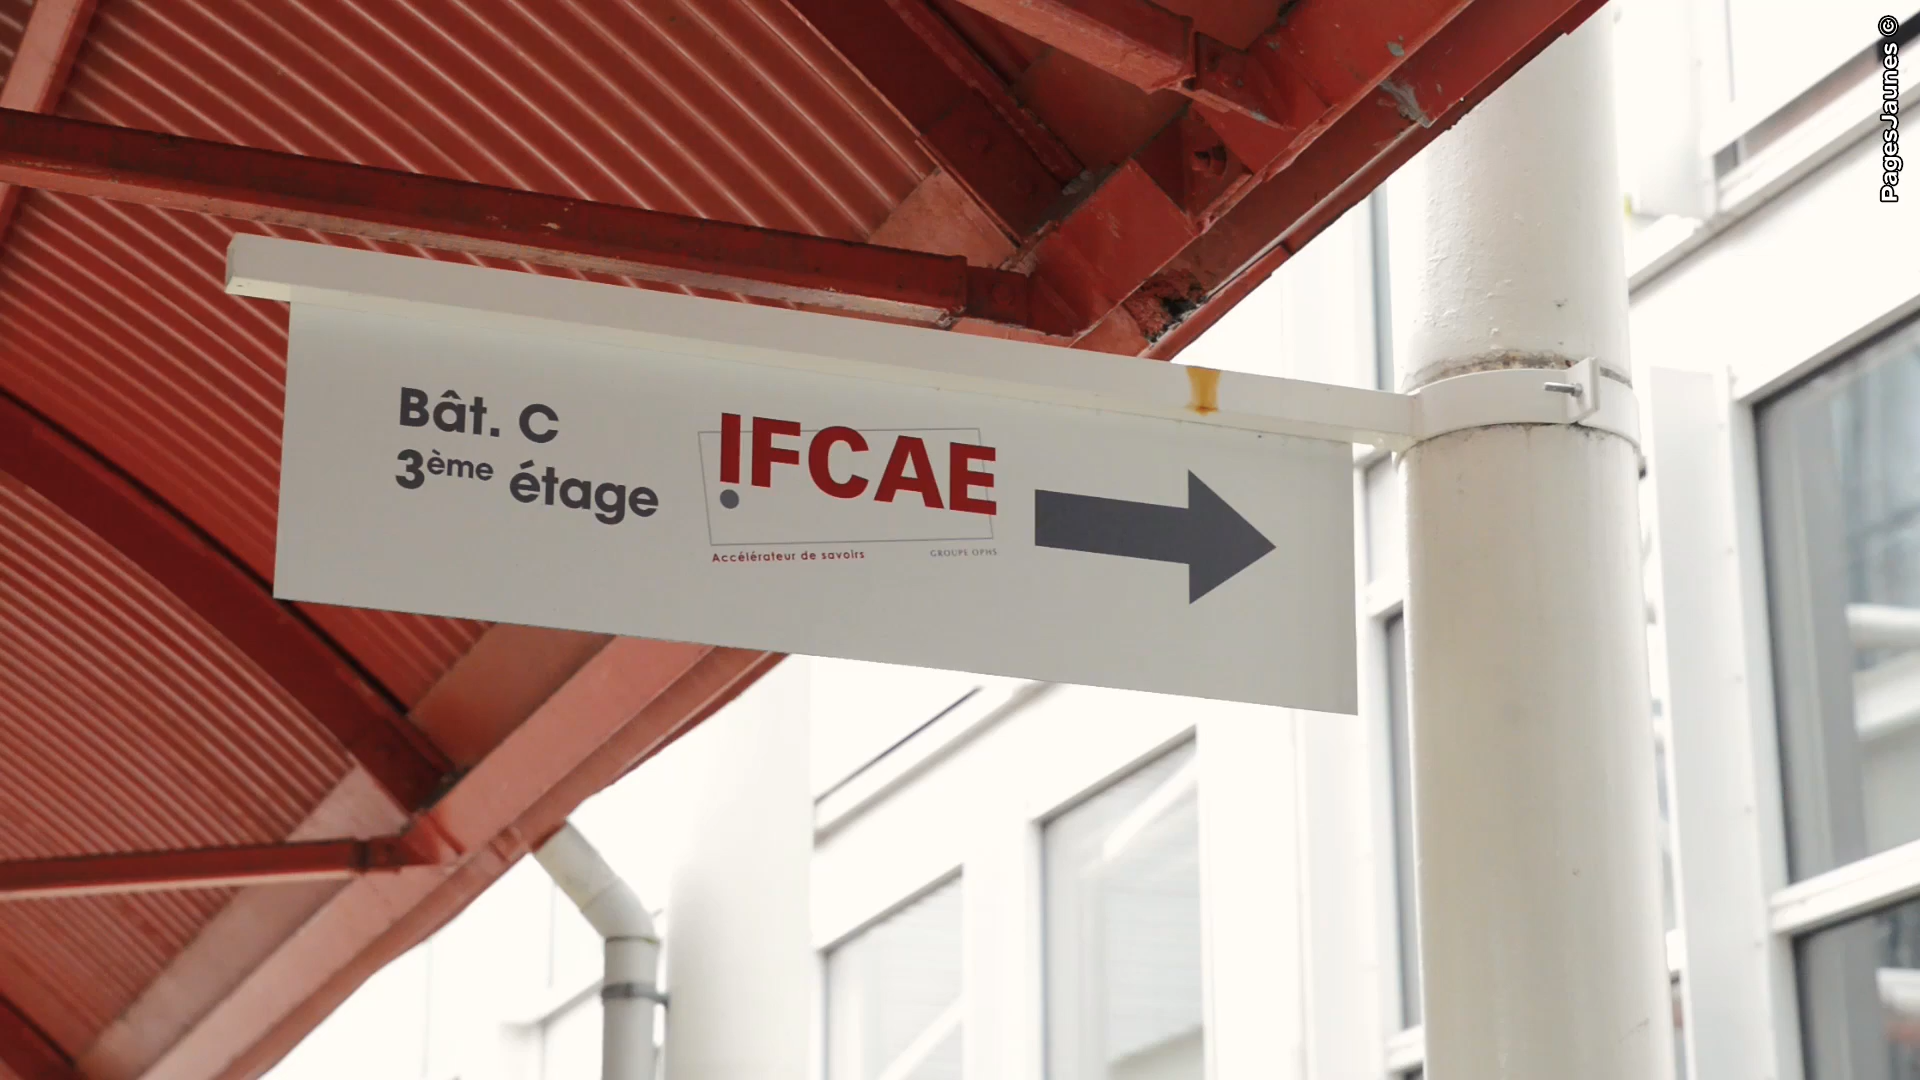 Bât. C
3ème étage
IFCAE
Accélérateur de savoirs
GROUPE OPHS
PagesJaunes ©